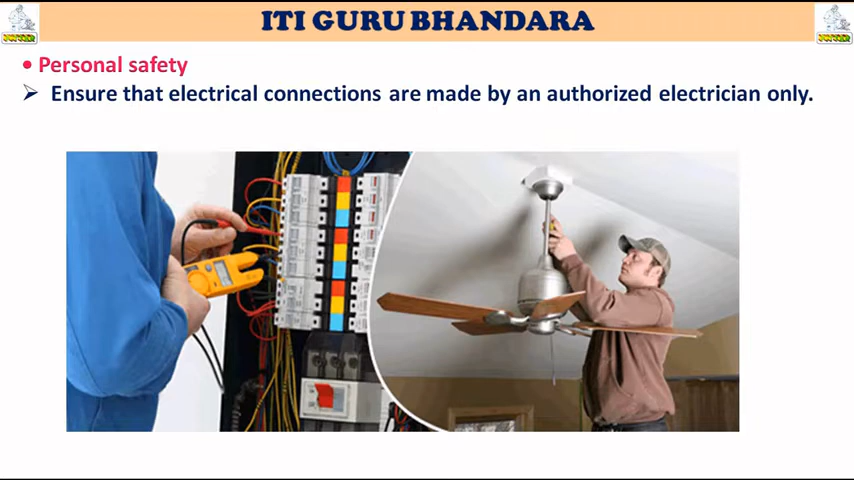 ITI GURU BHANDARA
• Personal safety
➢ Ensure that electrical connections are made by an authorized electrician only.